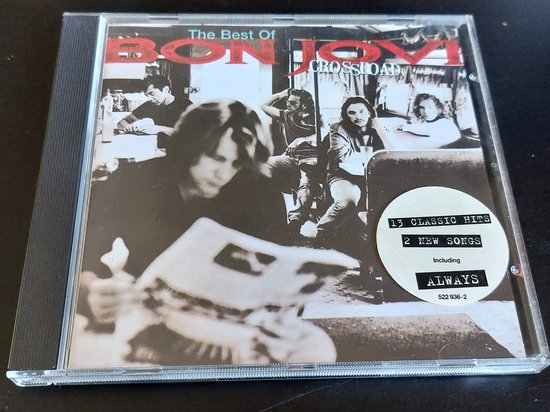 The Best Of
BON JOVI
CROSSROAD
13 CLASSIC HITS
2 NEW SONGS
Including
ALWAYS
522 936-2